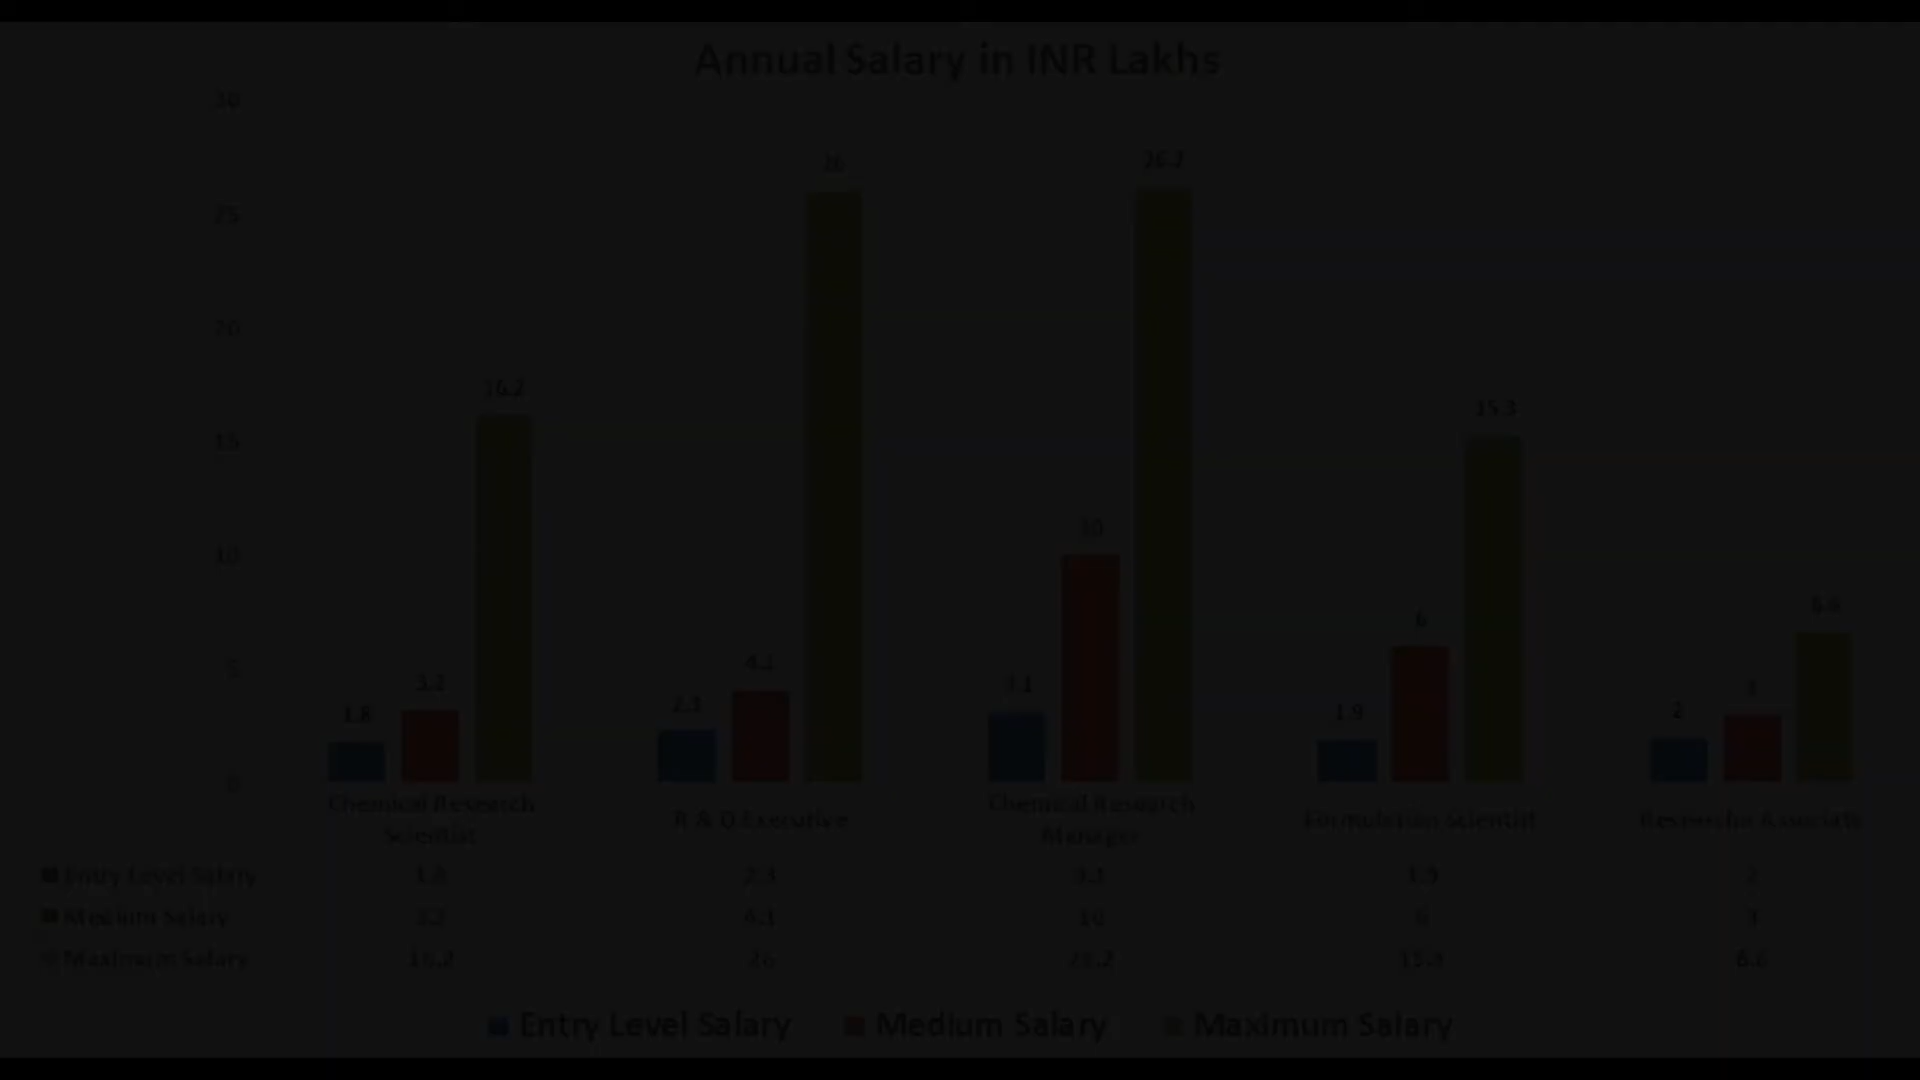 Annual Salary in INR Lakhs
30
26
26.2
25
20
16.2
15.3
15
10
10
6
6.6
5
4.1
3.2
3.1
3
2.3
1.8
1.9
2
0
Chemical Research Scientist
R & D Executive
Chemical Research Manager
Formulation Scientist
Entry Level Salary 1.8 2.3 3.1 1.9 2
Medium Salary 3.2 4.1 10 6 3
Maximum Salary 16.2 26 26.2 15.3 6.6
Entry Level Salary Medium Salary Maximum Salary